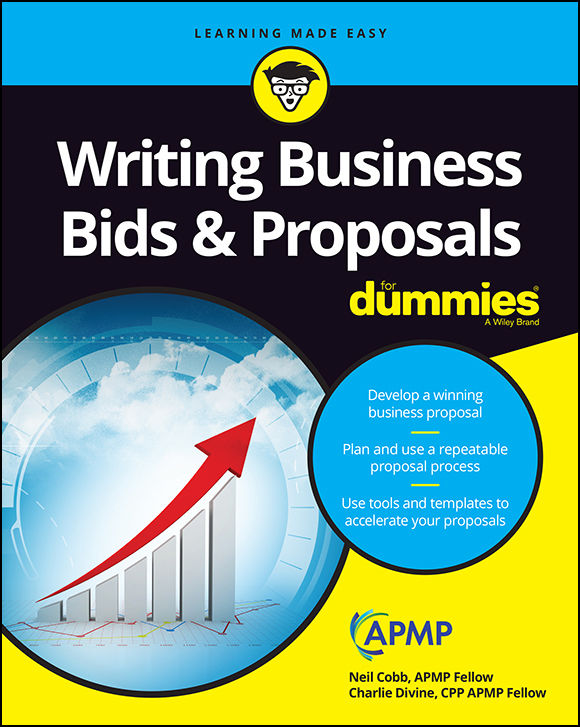 LEARNING MADE EASY
Writing Business
Bids & Proposals
for
dummies®
A Wiley Brand
Develop a winning
business proposal
Plan and use a repeatable
proposal process
Use tools and templates to
accelerate your proposals
APMP
Neil Cobb, APMP Fellow
Charlie Divine, CPP APMP Fellow